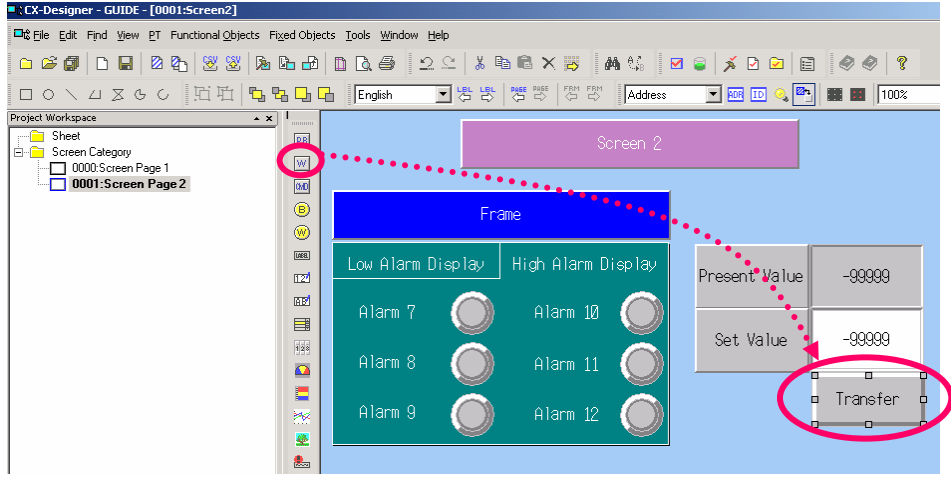 CX-Designer - GUIDE - [0001:Screen2]
File Edit Find View PT Functional Objects Fixed Objects Tools Window Help
English
Address
100%
Project Workspace
Sheet
Screen Category
0000:Screen Page 1
0001:Screen Page 2
W
CMD
B
W
LABEL
Screen 2
Frame
Low Alarm Display High Alarm Display
Alarm 7 Alarm 10
Alarm 8 Alarm 11
Alarm 9 Alarm 12
Present Value -99999
Set Value -99999
Transfer